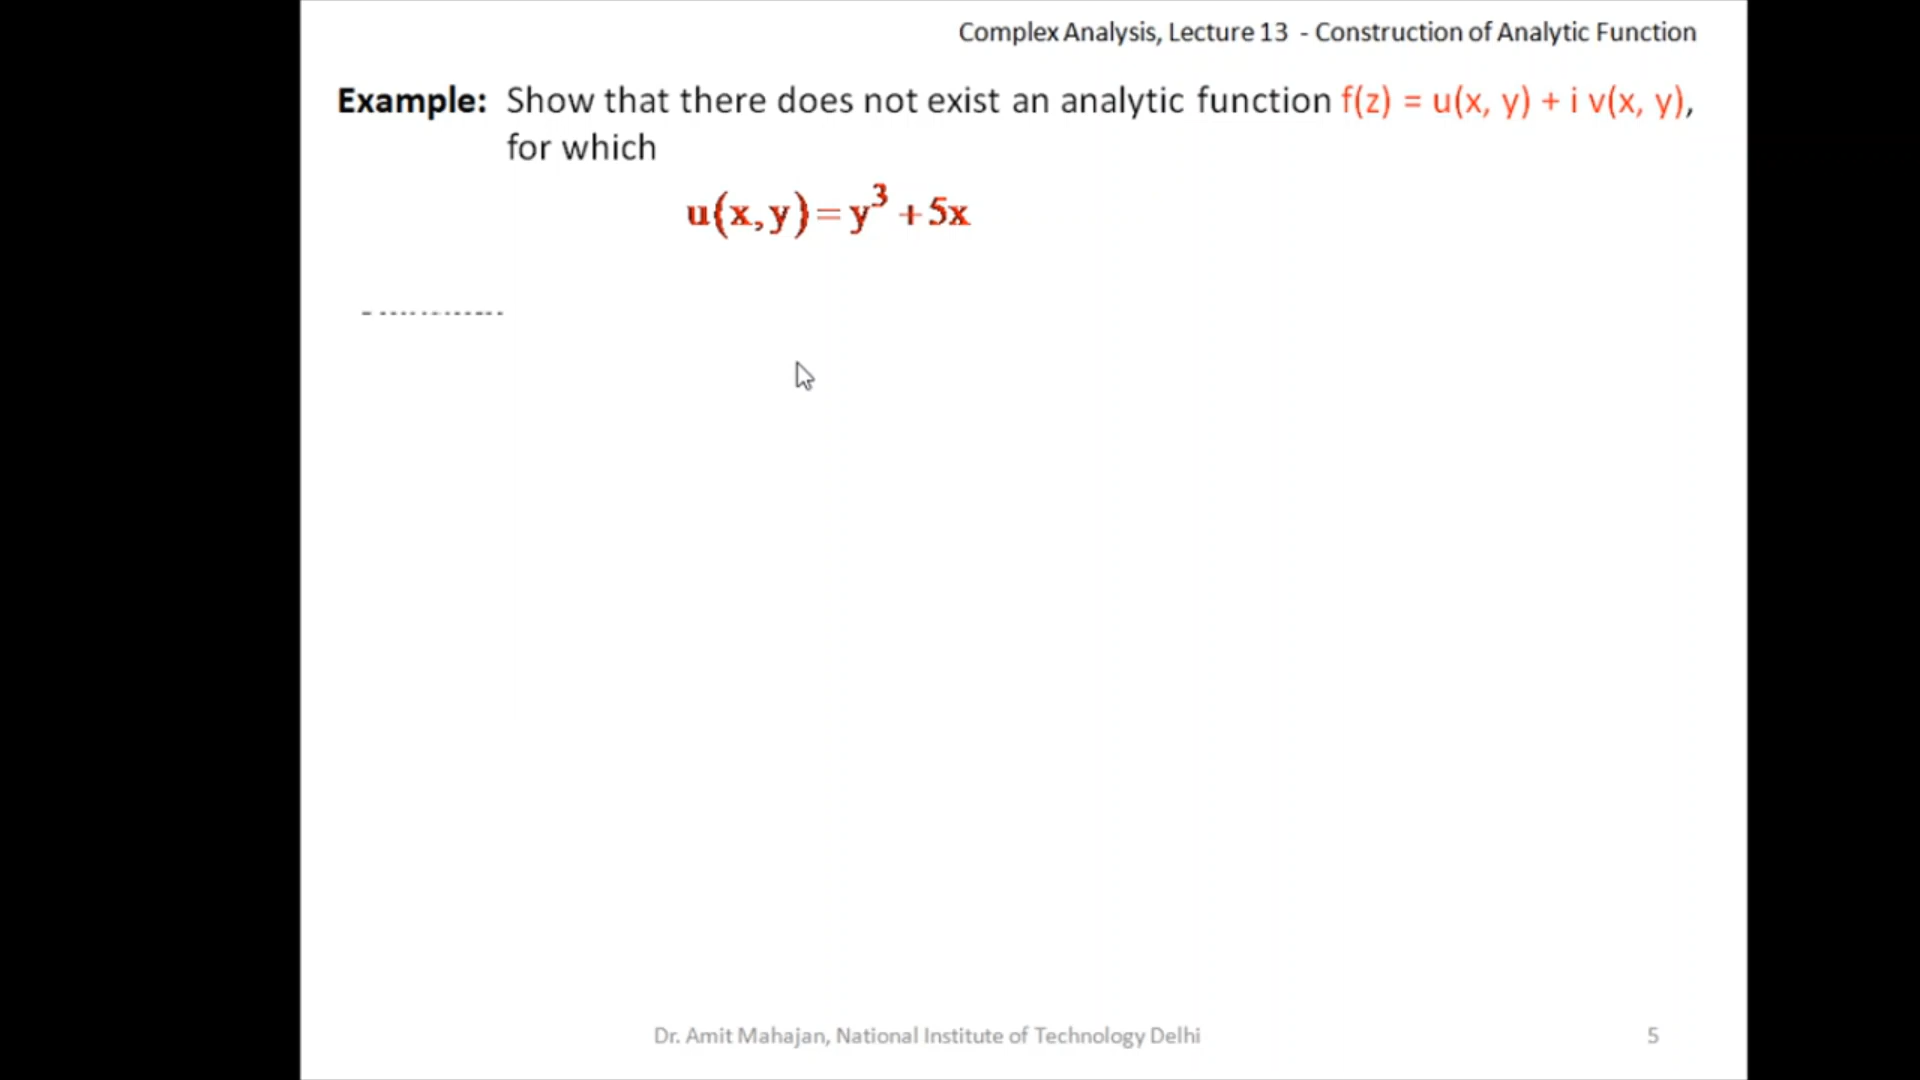 Complex Analysis, Lecture 13 - Construction of Analytic Function
Example: Show that there does not exist an analytic function f(z) = u(x, y) + i v(x, y),
for which
u(x,y)=y³+5x
Dr. Amit Mahajan, National Institute of Technology Delhi
5